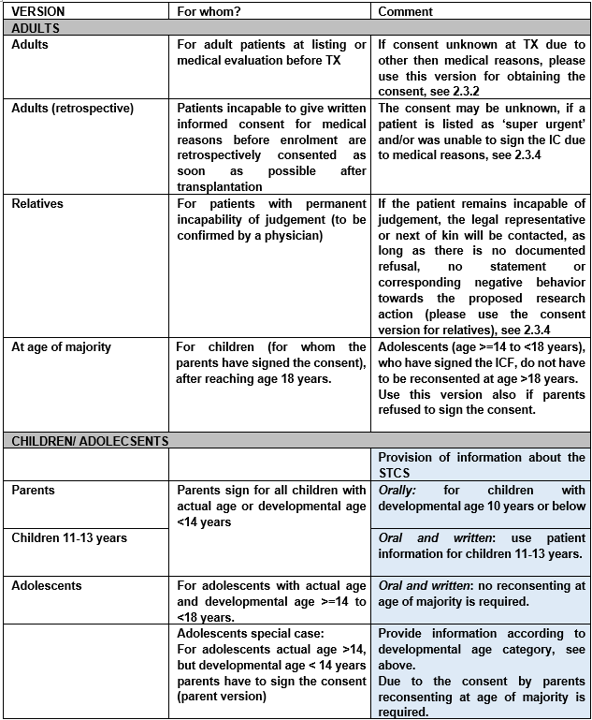 VERSION
For whom?
Comment
ADULTS
Adults
For adult patients at listing or
medical evaluation before TX
If consent unknown at TX due to
other then medical reasons, please
use this version for obtaining the
consent, see 2.3.2
Adults (retrospective)
Patients incapable to give written
informed consent for medical
reasons before enrolment are
retrospectively consented as
soon as possible after
transplantation
The consent may be unknown, if a
patient is listed as ‘super urgent’
and/or was unable to sign the IC due
to medical reasons, see 2.3.4
Relatives
For patients with permanent
incapability of judgement (to be
confirmed by a physician)
If the patient remains incapable of
judgement, the legal representative
or next of kin will be contacted, as
long as there is no documented
refusal, no statement or
corresponding negative behavior
towards the proposed research
action (please use the consent
version for relatives), see 2.3.4
At age of majority
For children (for whom the
parents have signed the consent),
after reaching age 18 years.
Adolescents (age >=14 to <18 years),
who have signed the ICF, do not have
to be reconsented at age >18 years.
Use this version also if parents
refused to sign the consent.
CHILDREN/ ADOLECSENTS
Provision of information about the
STCS
Parents
Parents sign for all children with
actual age or developmental age
<14 years
Orally: for children with
developmental age 10 years or below
Children 11-13 years
Oral and written: use patient
information for children 11-13 years.
Adolescents
For adolescents with actual age
and developmental age >=14 to
<18 years.
Oral and written: no reconsenting at
age of majority is required.
Adolescents special case:
For adolescents actual age >14,
but developmental age < 14 years
parents have to sign the consent
(parent version)
Provide information according to
developmental age category, see
above.
Due to the consent by parents
reconsenting at age of majority is
required.